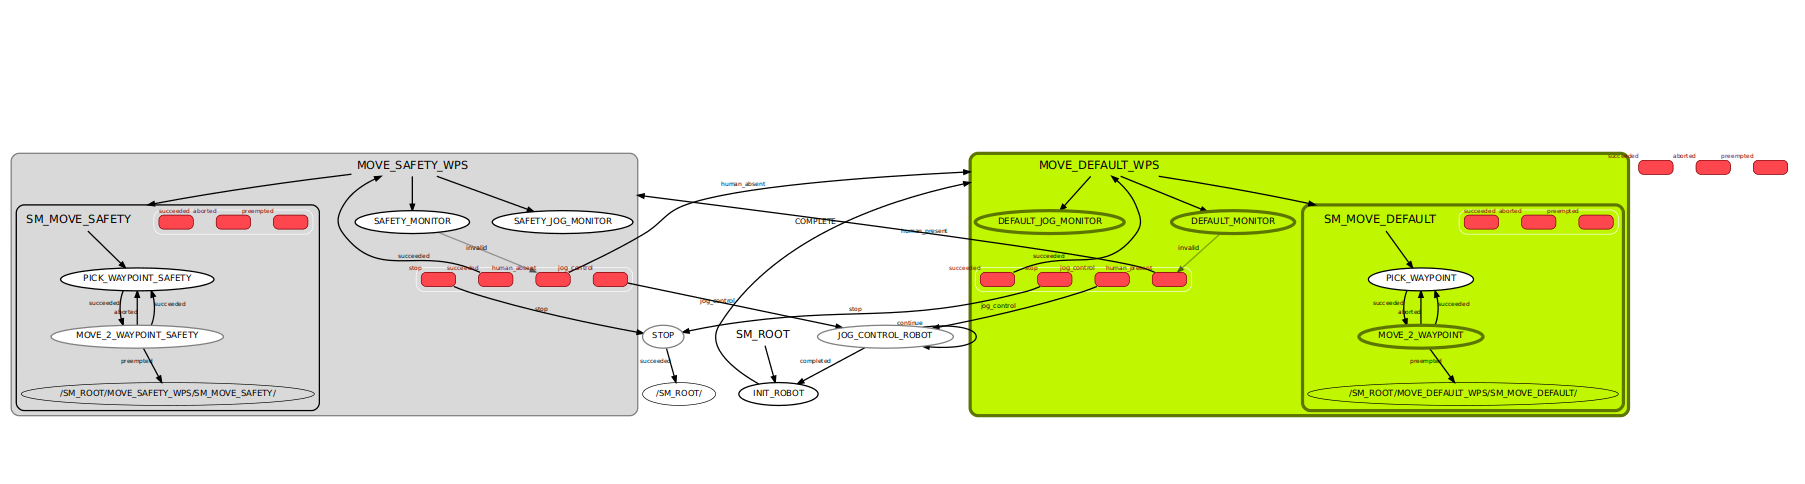 succeeded aborted preempted
MOVE_SAFETY_WPS
MOVE_DEFAULT_WPS
human_absent
succeeded aborted preempted
SM_MOVE_SAFETY
SAFETY_MONITOR
SAFETY_JOG_MONITOR
COMPLETE
human_present
DEFAULT_JOG_MONITOR
DEFAULT_MONITOR
SM_MOVE_DEFAULT
succeeded aborted preempted
invalid
invalid
succeeded
succeeded
stop succeeded human_absent jog_control
succeeded stop jog_control human_present
PICK_WAYPOINT_SAFETY
PICK_WAYPOINT
succeeded
succeeded
aborted
jog_control
stop
stop
jog_control
succeeded
succeeded
aborted
continue
MOVE_2_WAYPOINT_SAFETY
STOP
SM_ROOT
JOG_CONTROL_ROBOT
MOVE_2_WAYPOINT
preempted
succeeded
completed
preempted
/SM_ROOT/MOVE_SAFETY_WPS/SM_MOVE_SAFETY/
/SM_ROOT/
INIT_ROBOT
/SM_ROOT/MOVE_DEFAULT_WPS/SM_MOVE_DEFAULT/